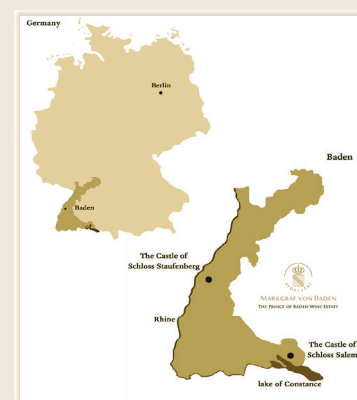 Germany
Berlin
Baden
Baden
The Castle of
Schloss Staufenberg
MARKGRAF VON BADEN
THE PRINCE OF BADEN WINE ESTATE
Rhine
The Castle of
Schloss Salem
lake of Constance